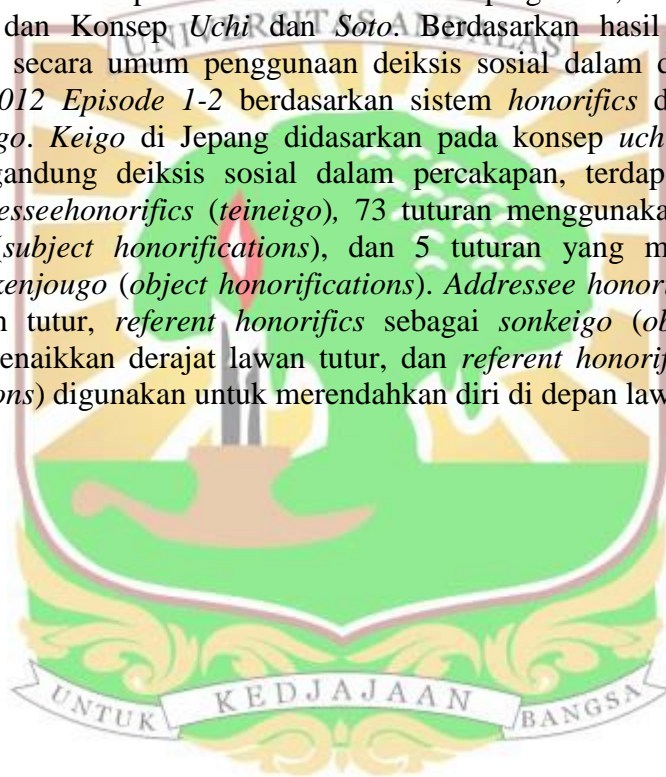 dan Konsep Uchi dan Soto. Berdasarkan hasil
UNIVERSITAS ANDALAS
secara umum penggunaan deiksis sosial dalam d
012 Episode 1-2 berdasarkan sistem honorifics d
go. Keigo di Jepang didasarkan pada konsep uch
gandung deiksis sosial dalam percakapan, terdap
esseehonorifics (teineigo), 73 tuturan menggunaka
(subject honorifications), dan 5 tuturan yang m
kenjougo (object honorifications). Addressee honori
n tutur, referent honorifics sebagai sonkeigo (ob
enaikkan derajat lawan tutur, dan referent honorif
ons) digunakan untuk merendahkan diri di depan law
UNTUK KEDJAJAAN BANGSA